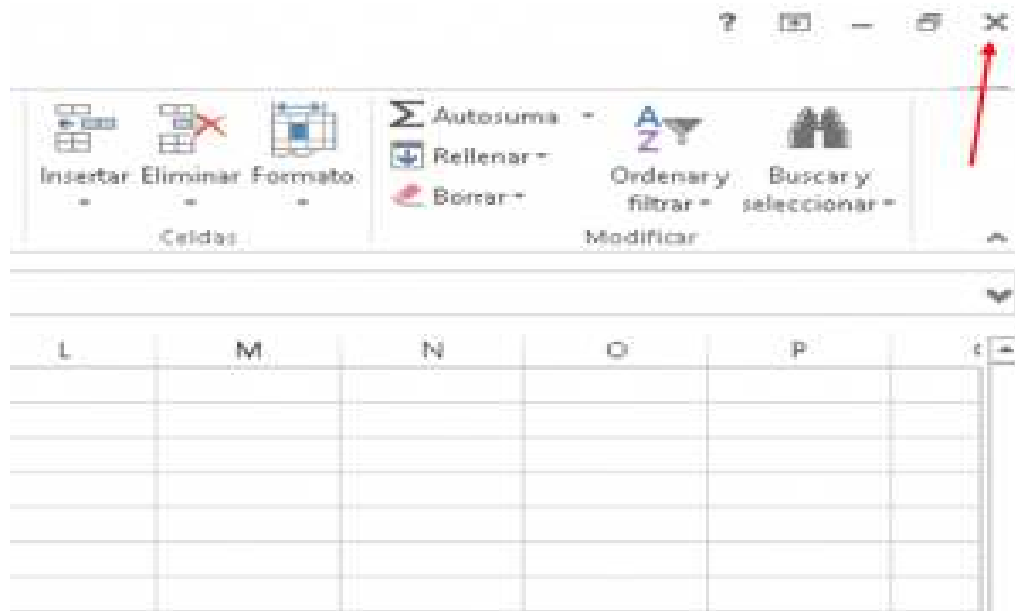 ?
Autosuma
Rellenar
Borrar
Insertar Eliminar Formato
Ordenar y
filtrar
Buscar y
seleccionar
Celdas
Modificar
L M N O P